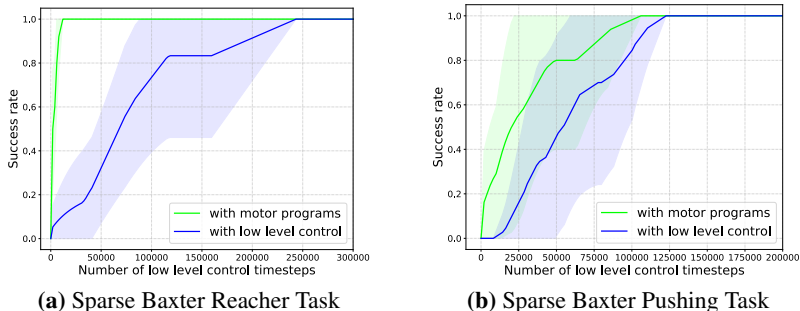 1.0
0.8
0.6
0.4
0.2
0.0
Success rate
with motor programs
with low level control
0 50000 100000 150000 200000 250000 300000
Number of low level control timesteps
(a) Sparse Baxter Reacher Task
1.0
0.8
0.6
0.4
0.2
0.0
Success rate
with motor programs
with low level control
0 25000 50000 75000 100000 125000 150000 175000 200000
Number of low level control timesteps
(b) Sparse Baxter Pushing Task